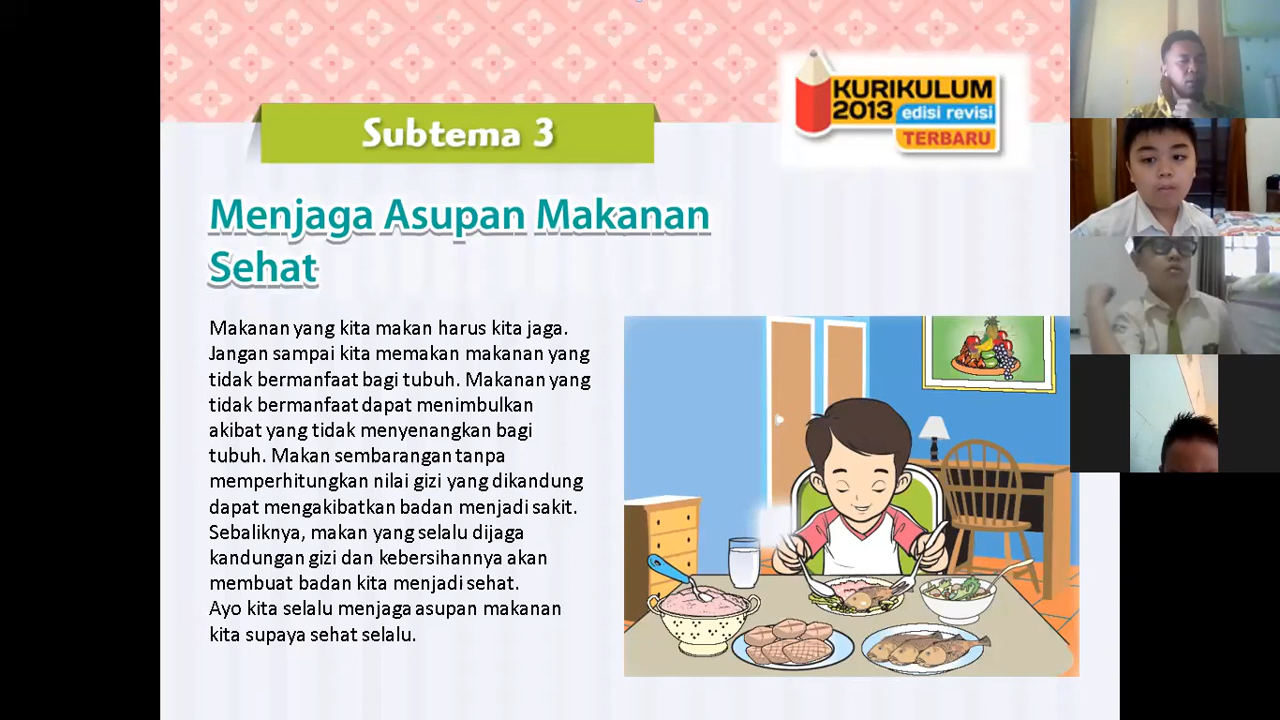 KURIKULUM
2013 edisi revisi
TERBARU
Subtema 3
Menjaga Asupan Makanan
Sehat
Makanan yang kita makan harus kita jaga.
Jangan sampai kita memakan makanan yang
tidak bermanfaat bagi tubuh. Makanan yang
tidak bermanfaat dapat menimbulkan
akibat yang tidak menyenangkan bagi
tubuh. Makan sembarangan tanpa
memperhitungkan nilai gizi yang dikandung
dapat mengakibatkan badan menjadi sakit.
Sebaliknya, makan yang selalu dijaga
kandungan gizi dan kebersihannya akan
membuat badan kita menjadi sehat.
Ayo kita selalu menjaga asupan makanan
kita supaya sehat selalu.